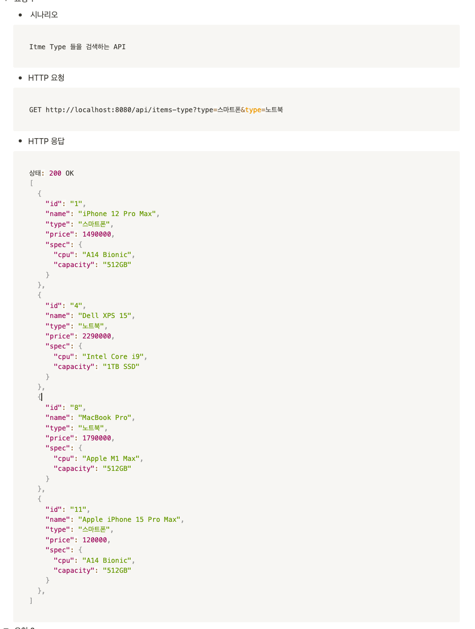 시나리오
Itme Type 들을 검색하는 API
HTTP 요청
GET http://localhost:8080/api/items-type?type=스마트폰&type=노트북
HTTP 응답
상태: 200 OK
[
{
"id": "1",
"name": "iPhone 12 Pro Max",
"type": "스마트폰",
"price": 1490000,
"spec": {
"cpu": "A14 Bionic",
"capacity": "512GB"
}
},
{
"id": "4",
"name": "Dell XPS 15",
"type": "노트북",
"price": 2290000,
"spec": {
"cpu": "Intel Core i9",
"capacity": "1TB SSD"
}
},
{
"id": "8",
"name": "MacBook Pro",
"type": "노트북",
"price": 1790000,
"spec": {
"cpu": "Apple M1 Max",
"capacity": "512GB"
}
},
{
"id": "11",
"name": "Apple iPhone 15 Pro Max",
"type": "스마트폰",
"price": 120000,
"spec": {
"cpu": "A14 Bionic",
"capacity": "512GB"
}
},
]